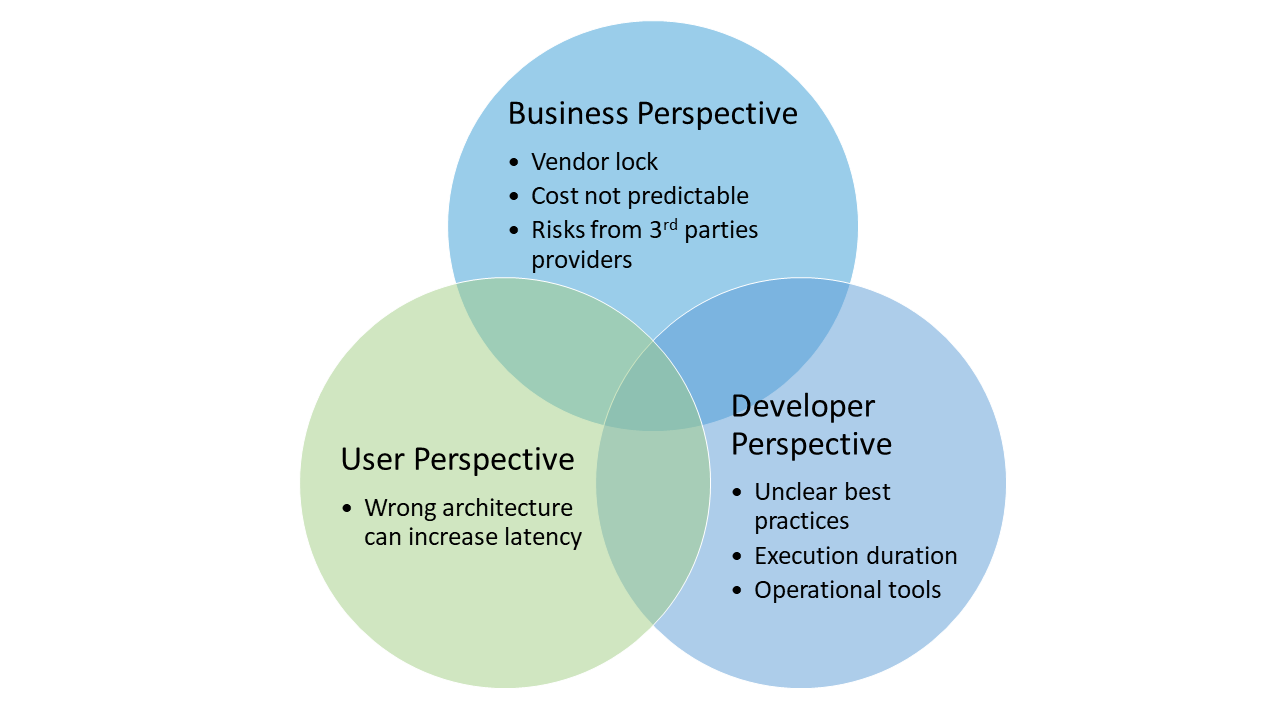 Business Perspective
• Vendor lock
• Cost not predictable
• Risks from 3rd parties
providers
User Perspective
• Wrong architecture
can increase latency
Developer
Perspective
• Unclear best
practices
• Execution duration
• Operational tools